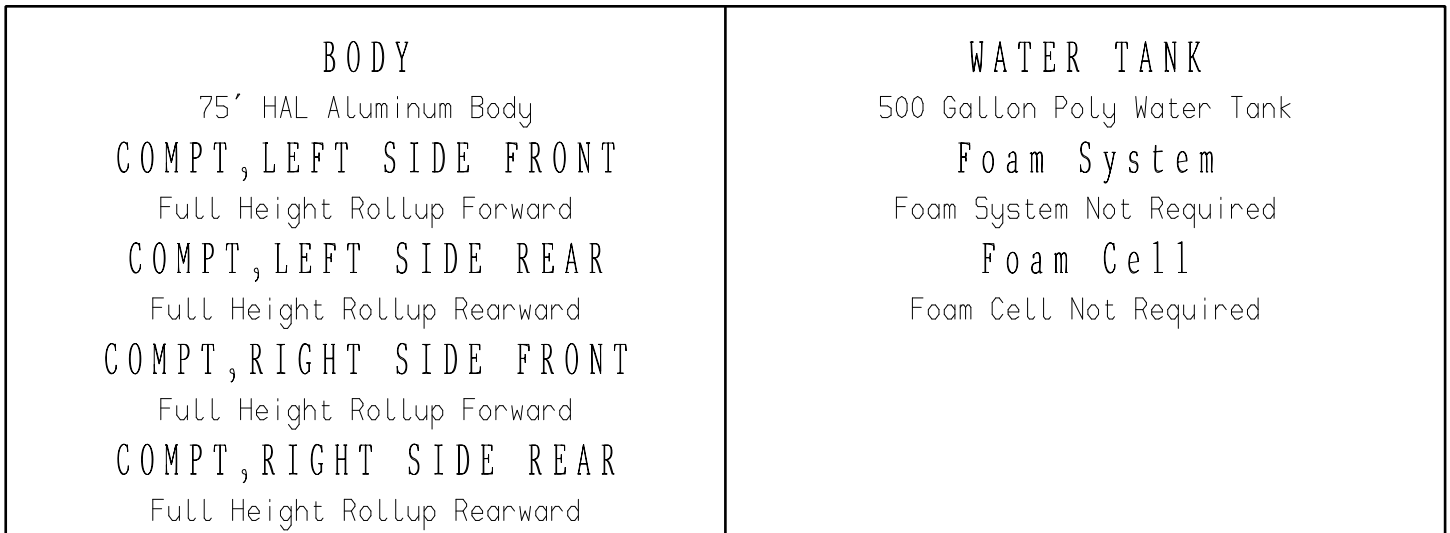 BODY
75´ HAL Aluminum Body
COMPT,LEFT SIDE FRONT
Full Height Rollup Forward
COMPT,LEFT SIDE REAR
Full Height Rollup Rearward
COMPT,RIGHT SIDE FRONT
Full Height Rollup Forward
COMPT,RIGHT SIDE REAR
Full Height Rollup Rearward
WATER TANK
500 Gallon Poly Water Tank
Foam System
Foam System Not Required
Foam Cell
Foam Cell Not Required